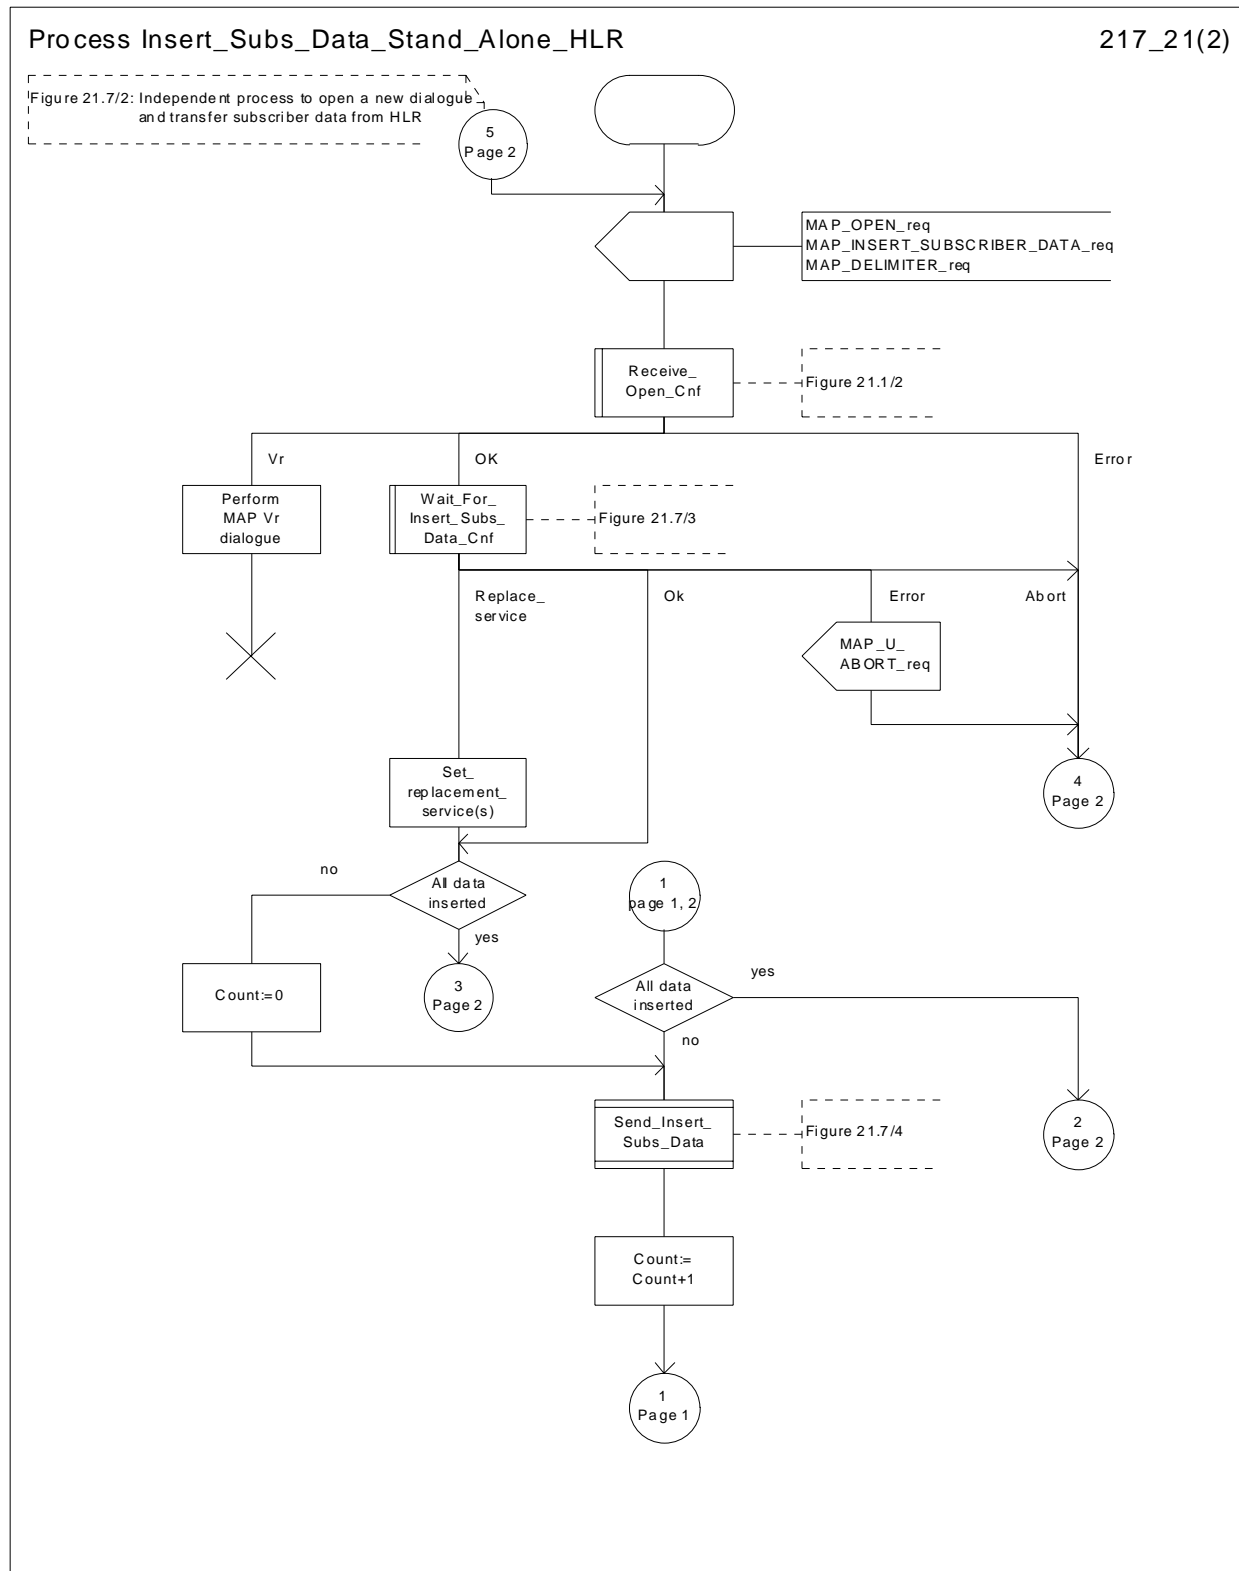 Process Insert_Subs_Data_Stand_Alone_HLR
217_21(2)
Figure 21.7/2: Independent process to open a new dialogue
and transfer subscriber data from HLR
5
Page 2
MAP_OPEN_req
MAP_INSERT_SUBSCRIBER_DATA_req
MAP_DELIMITER_req
Receive_
Open_Cnf
Figure 21.1/2
Vr
OK
Error
Perform
MAP Vr
dialogue
Wait_For_
Insert_Subs_
Data_Cnf
Figure 21.7/3
Replace_
service
Ok
Error
Abort
MAP_U_
ABORT_req
Set_
replacement_
service(s)
4
Page 2
no
All data
inserted
1
page 1, 2
yes
yes
Count:=0
3
Page 2
All data
inserted
no
Send_Insert_
Subs_Data
Figure 21.7/4
2
Page 2
Count:=
Count+1
1
Page 1